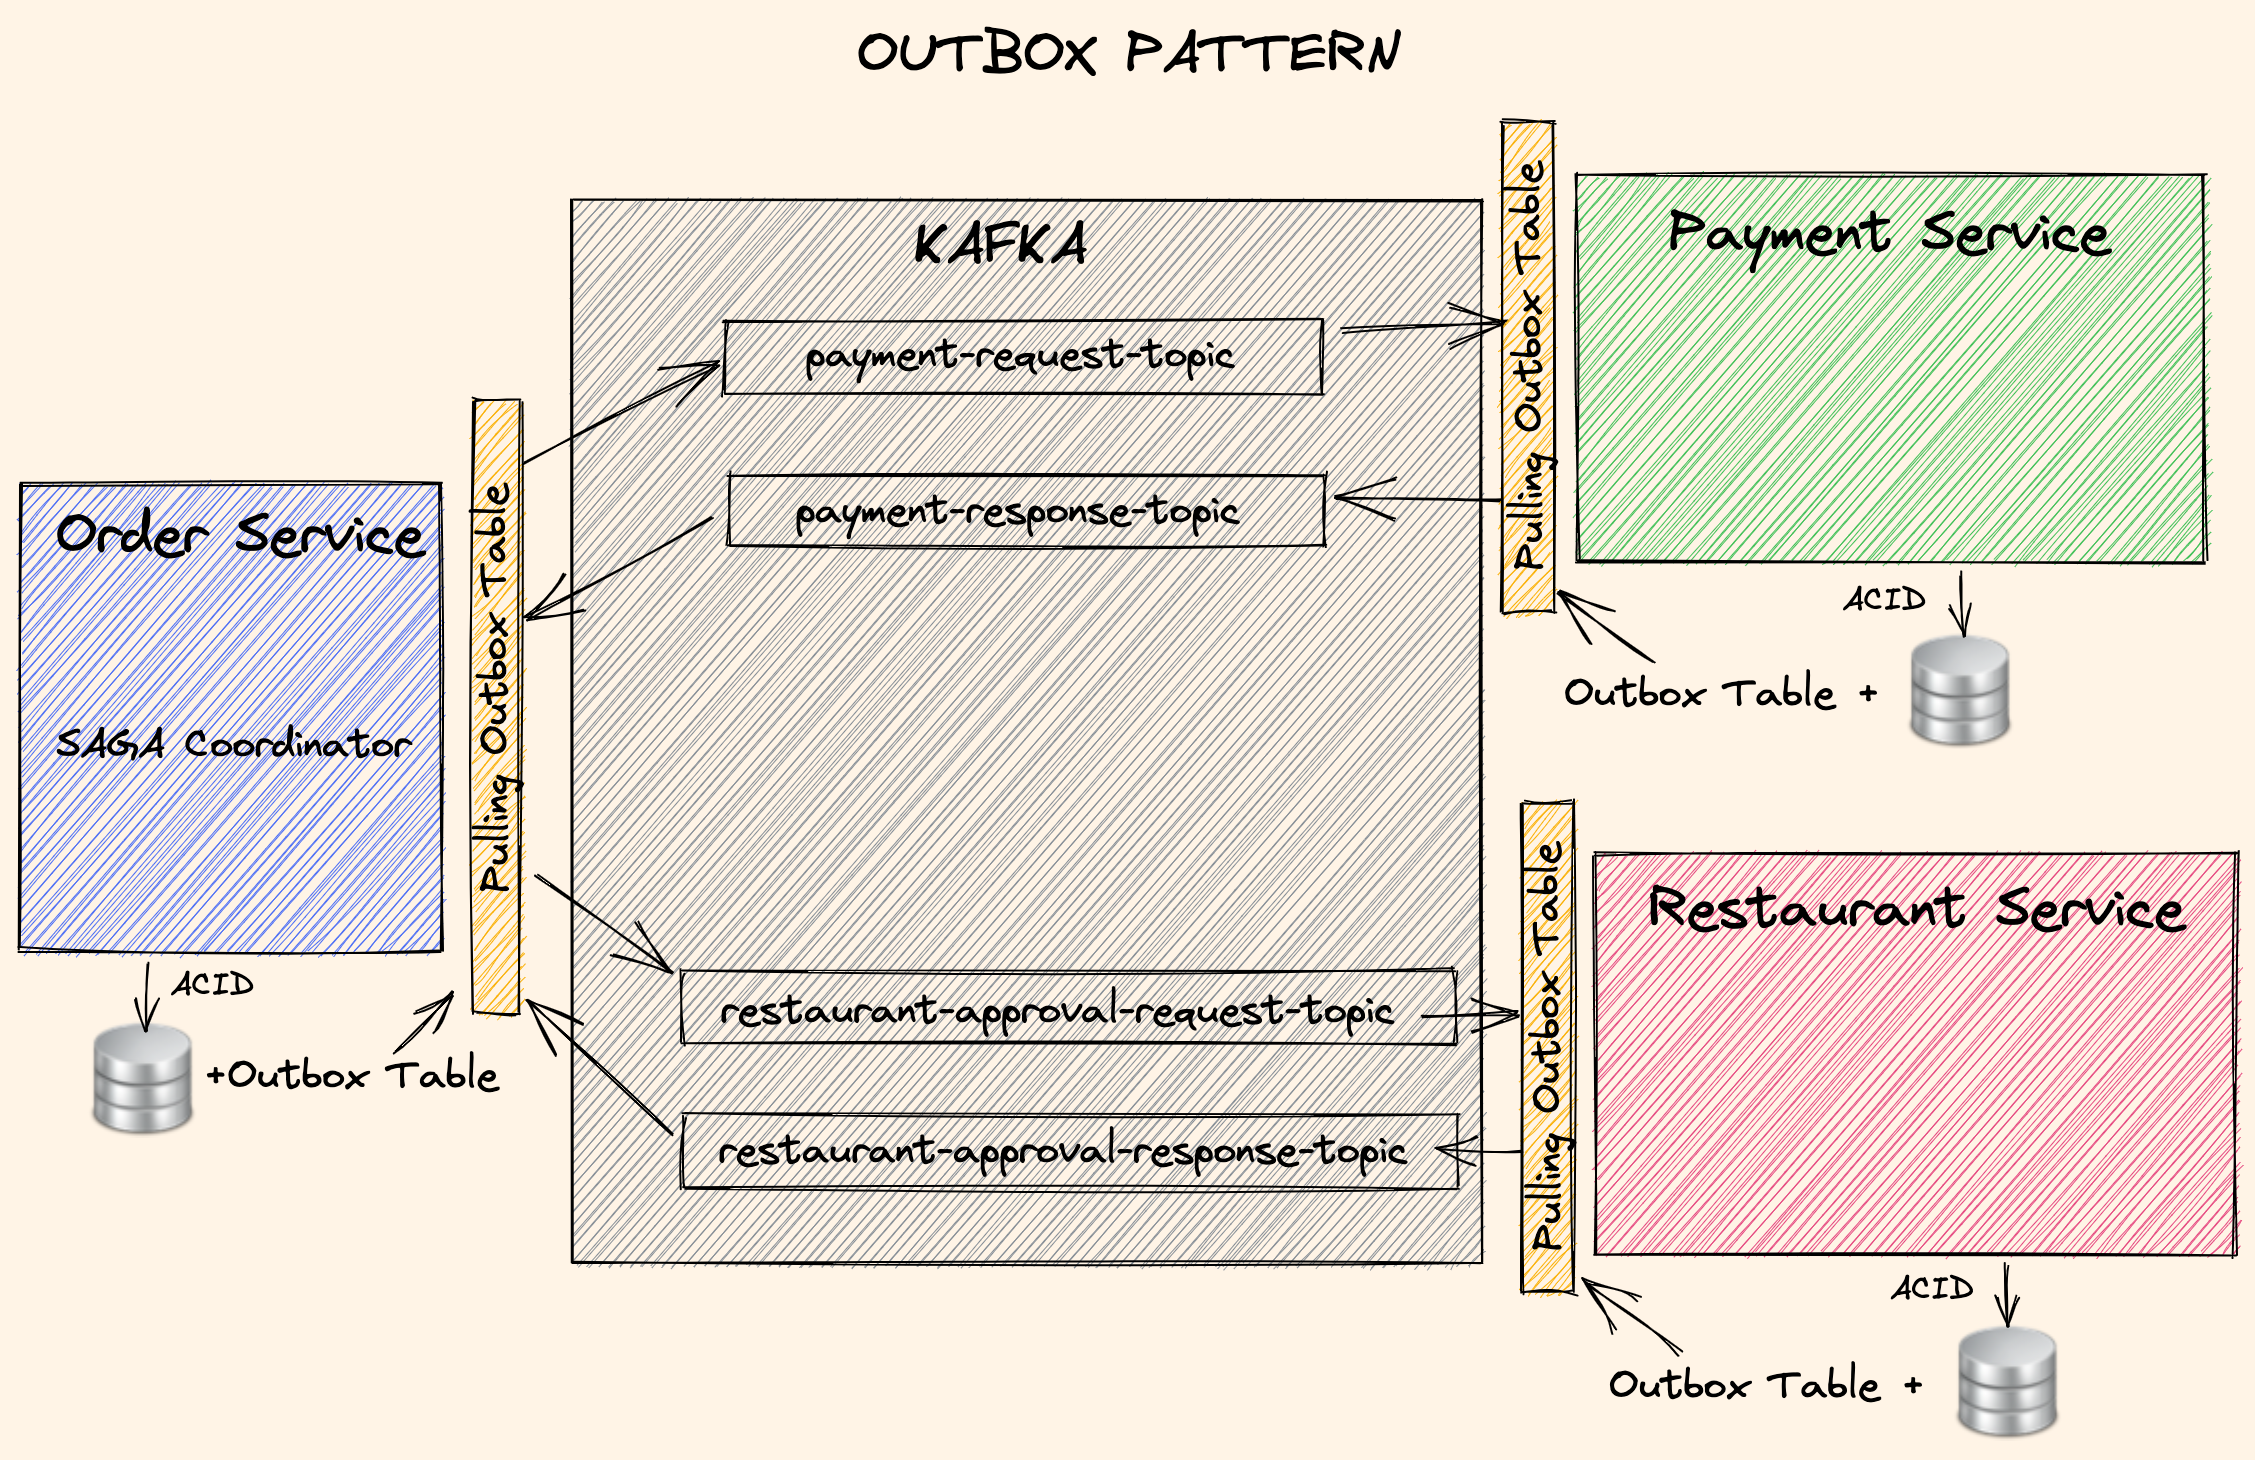 OUTBOX PATTERN
KAFKA
payment-request-topic
payment-response-topic
restaurant-approval-request-topic
restaurant-approval-response-topic
Order Service
SAGA Coordinator
ACID
+Outbox Table
Pulling Outbox Table
Pulling Outbox Table
Payment Service
ACID
Outbox Table +
Pulling Outbox Table
Restaurant Service
ACID
Outbox Table +